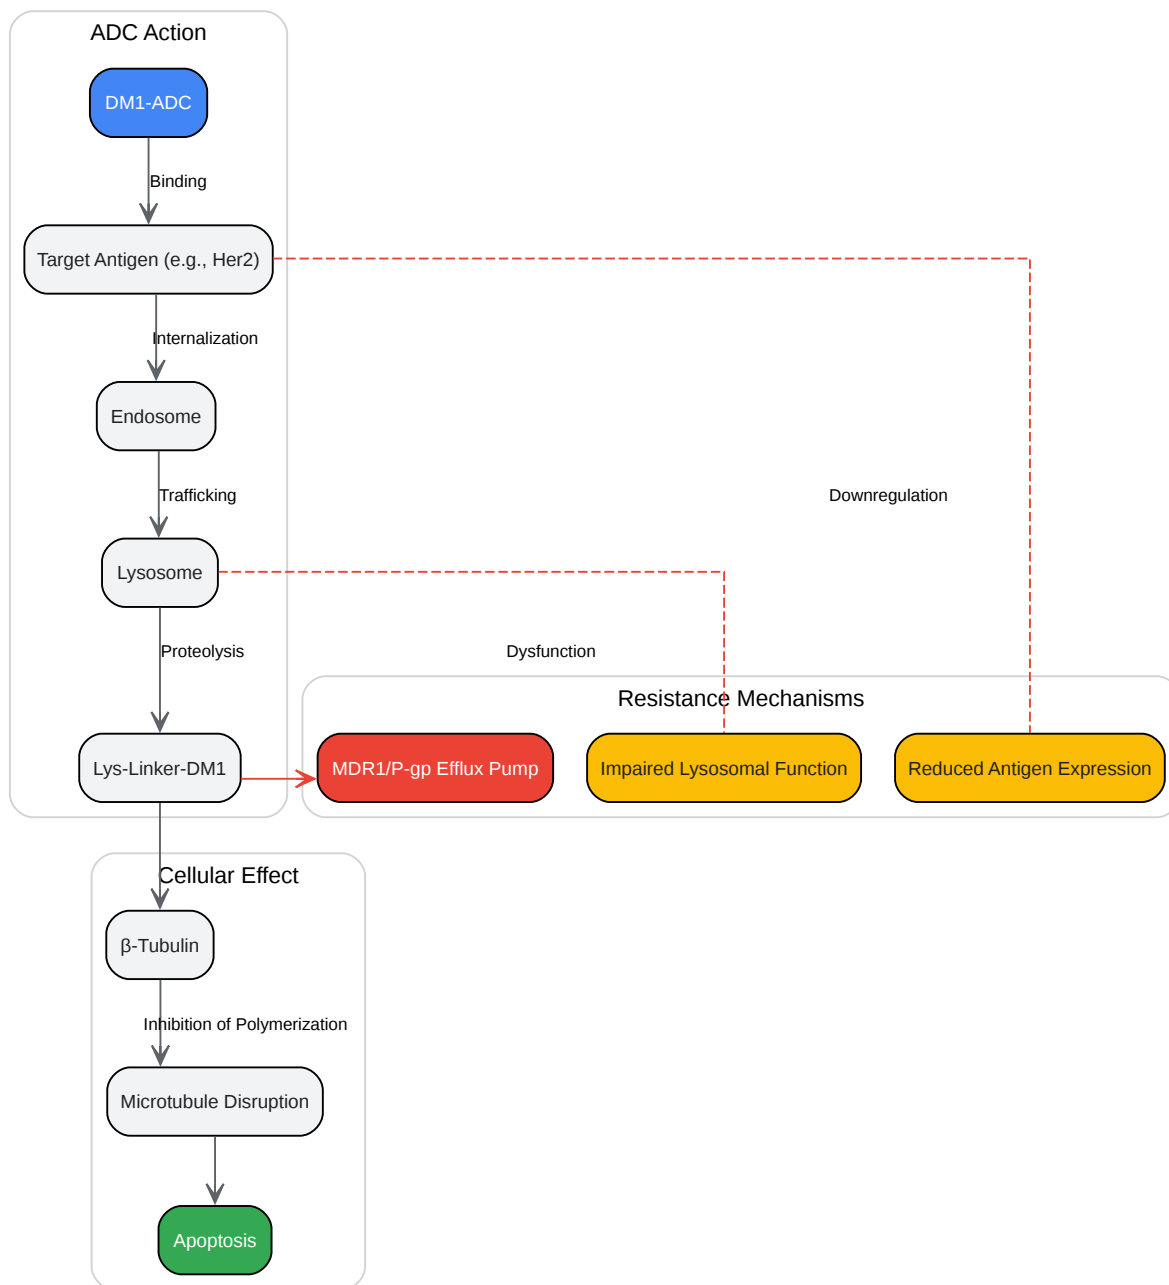 ADC Action
DM1-ADC
Binding
Target Antigen (e.g., Her2)
Internalization
Endosome
Trafficking
Downregulation
Lysosome
Proteolysis
Dysfunction
Resistance Mechanisms
Lys-Linker-DM1
MDR1/P-gp Efflux Pump
Impaired Lysosomal Function
Reduced Antigen Expression
Cellular Effect
β-Tubulin
Inhibition of Polymerization
Microtubule Disruption
Apoptosis